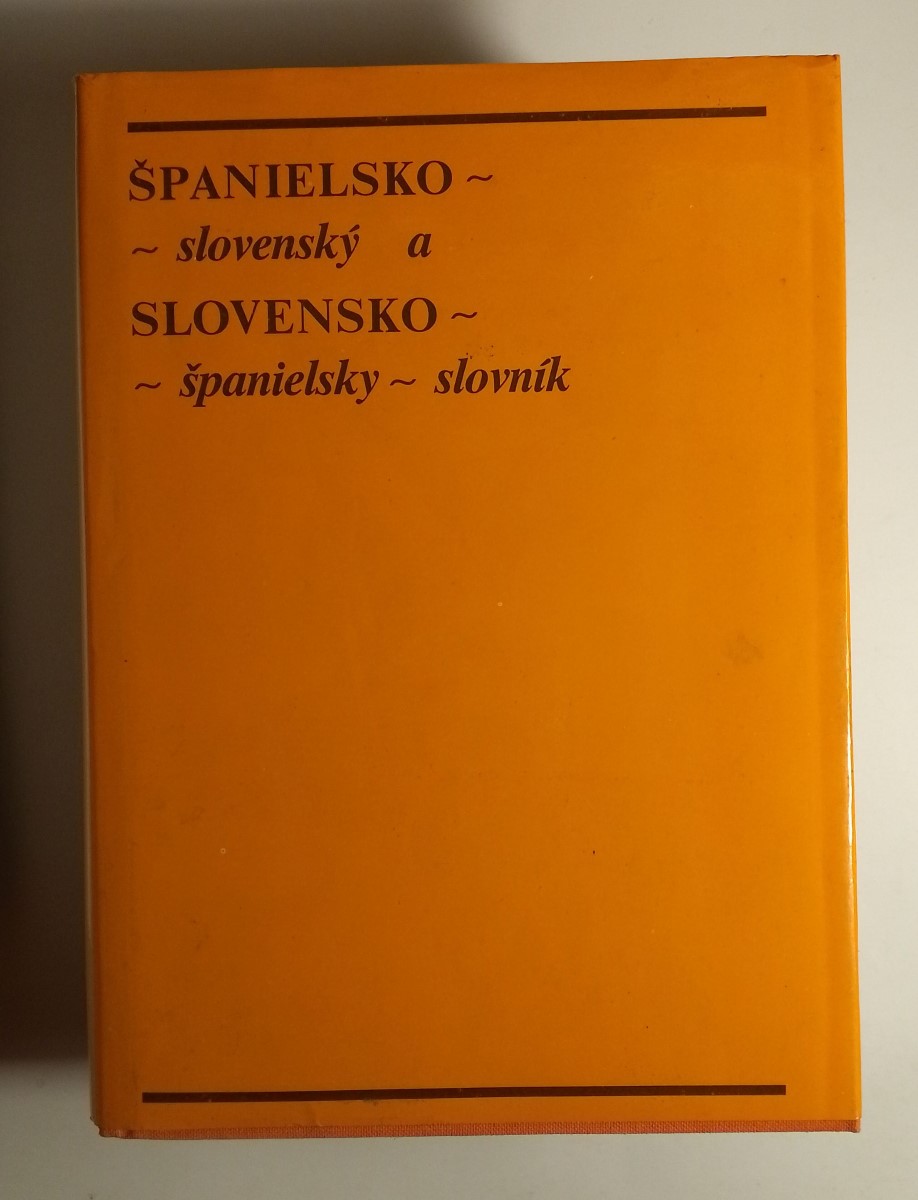 ŠPANIELSKO ~
~ slovenský a
SLOVENSKO ~
~ španielsky ~ slovník